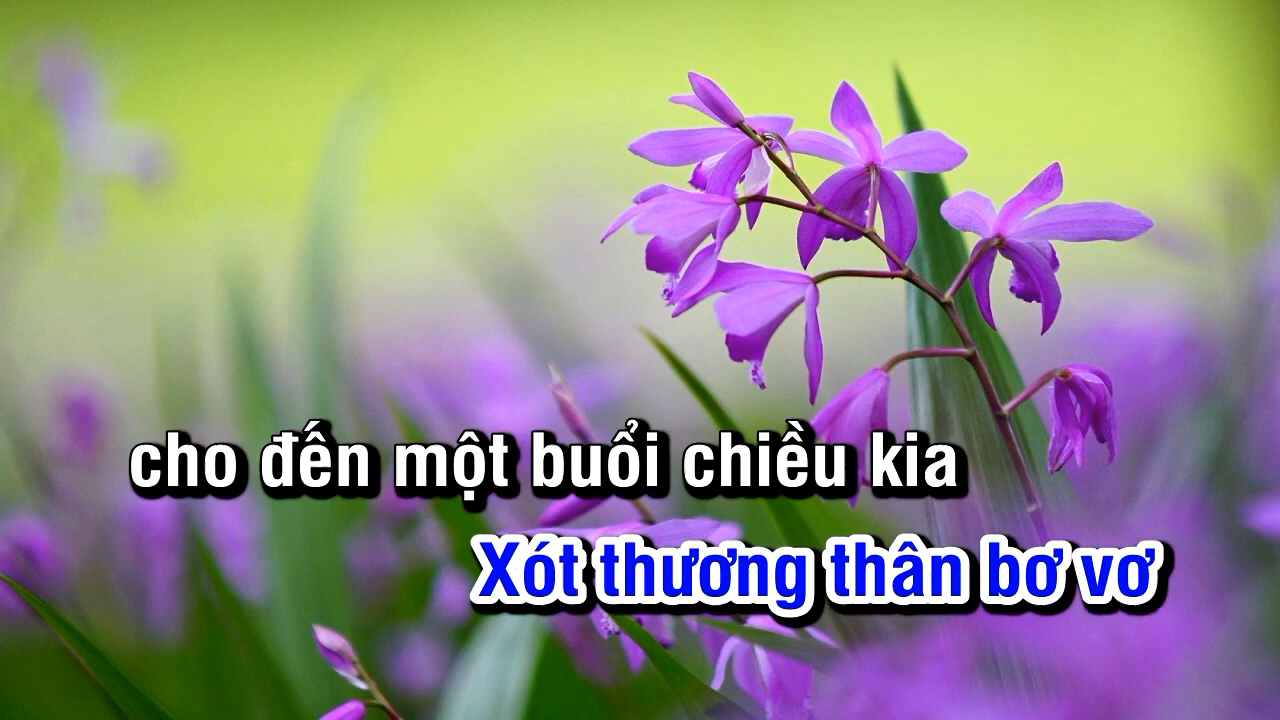 cho đến một buổi chiều kia
Xót thương thân bơ vơ